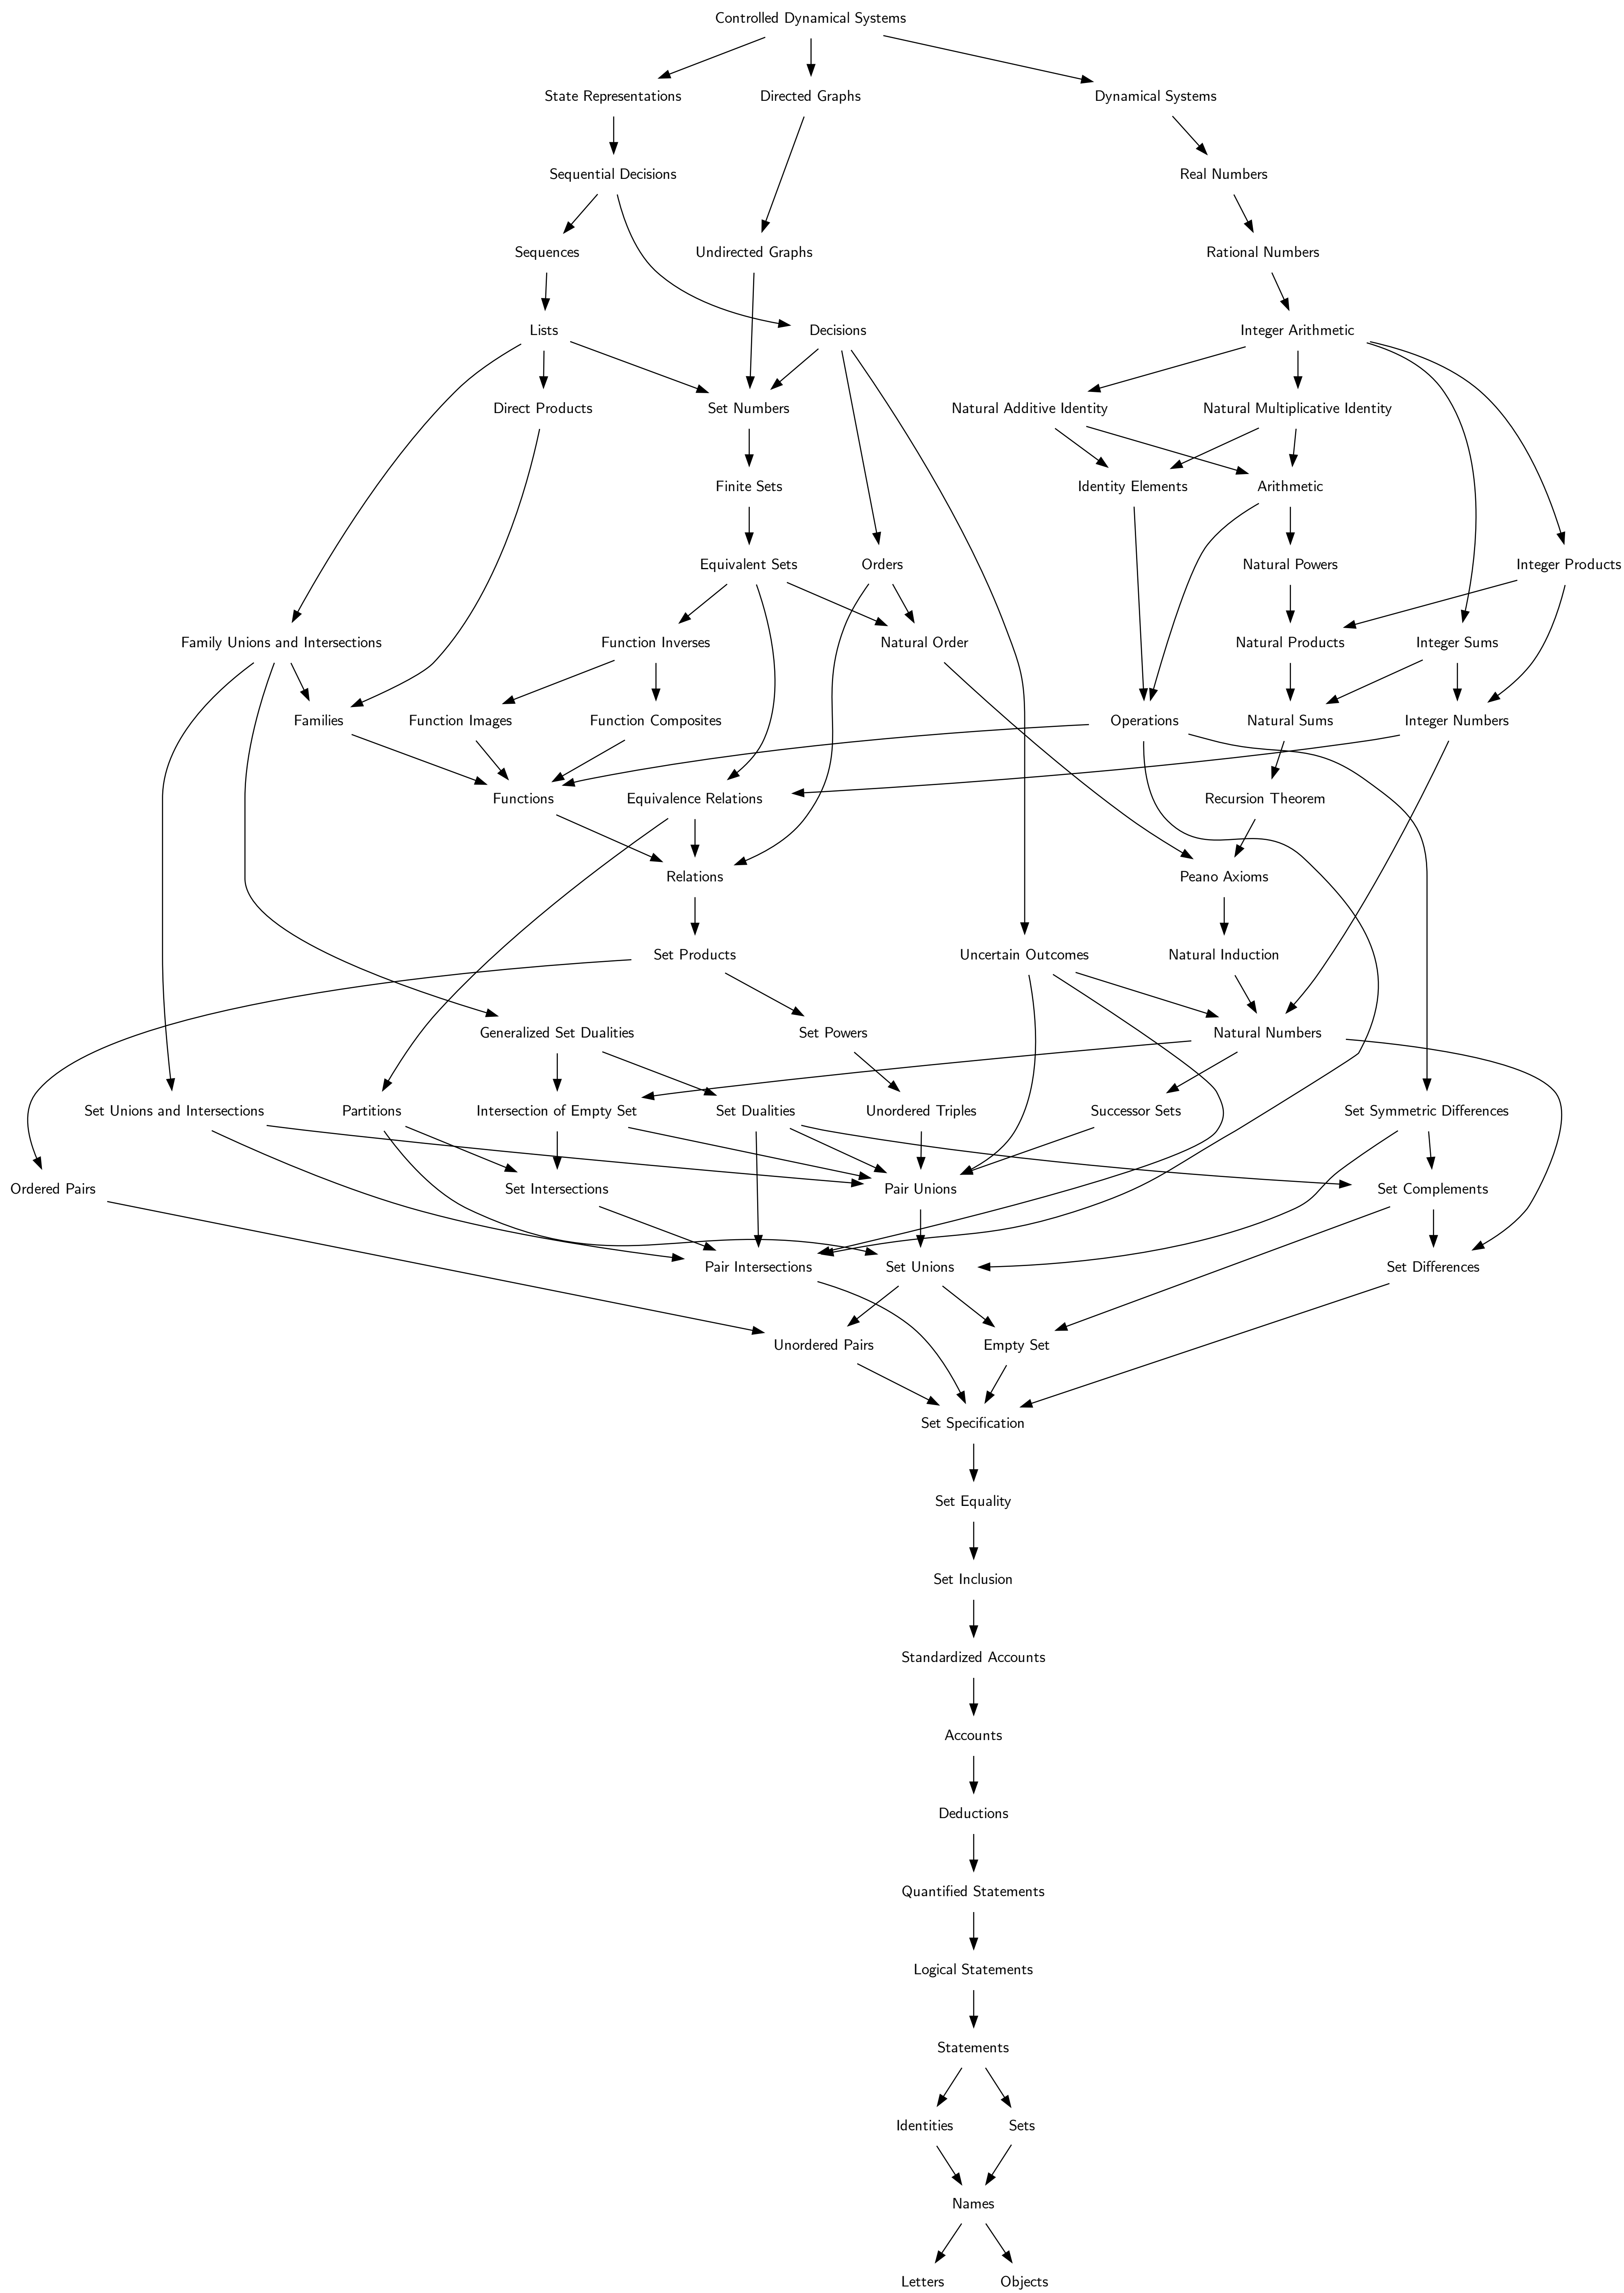 Controlled Dynamical Systems
State Representations
Directed Graphs
Dynamical Systems
Sequential Decisions
Real Numbers
Sequences
Undirected Graphs
Rational Numbers
Lists
Decisions
Integer Arithmetic
Direct Products
Set Numbers
Natural Additive Identity
Natural Multiplicative Identity
Finite Sets
Identity Elements
Arithmetic
Equivalent Sets
Orders
Natural Powers
Integer Products
Family Unions and Intersections
Function Inverses
Natural Order
Natural Products
Integer Sums
Families
Function Images
Function Composites
Operations
Natural Sums
Integer Numbers
Functions
Equivalence Relations
Recursion Theorem
Relations
Peano Axioms
Set Products
Uncertain Outcomes
Natural Induction
Generalized Set Dualities
Set Powers
Natural Numbers
Set Unions and Intersections
Partitions
Intersection of Empty Set
Set Dualities
Unordered Triples
Successor Sets
Set Symmetric Differences
Ordered Pairs
Set Intersections
Pair Unions
Set Complements
Pair Intersections
Set Unions
Set Differences
Unordered Pairs
Empty Set
Set Specification
Set Equality
Set Inclusion
Standardized Accounts
Accounts
Deductions
Quantified Statements
Logical Statements
Statements
Identities
Sets
Names
Letters
Objects